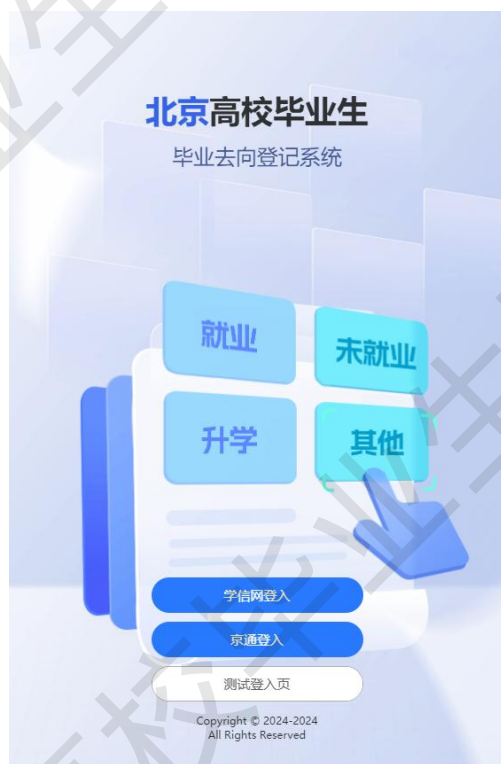 北京高校毕业生
毕业去向登记系统
就业
未就业
升学
其他
学信网登入
京通登入
测试登入页
Copyright © 2024-2024
All Rights Reserved